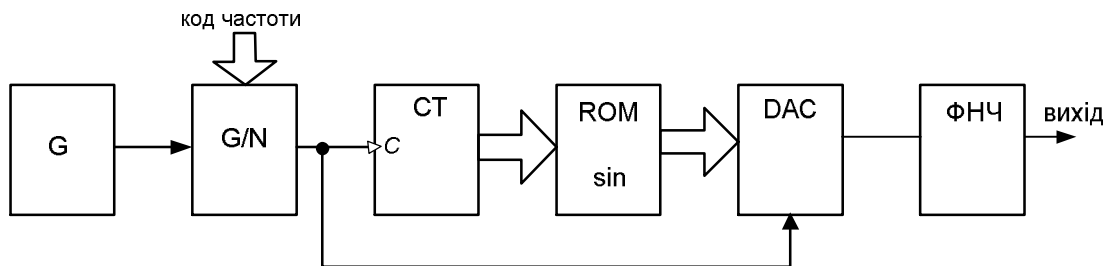 код частоти
G
G/N
C
CT
ROM
sin
DAC
ФНЧ
вихід